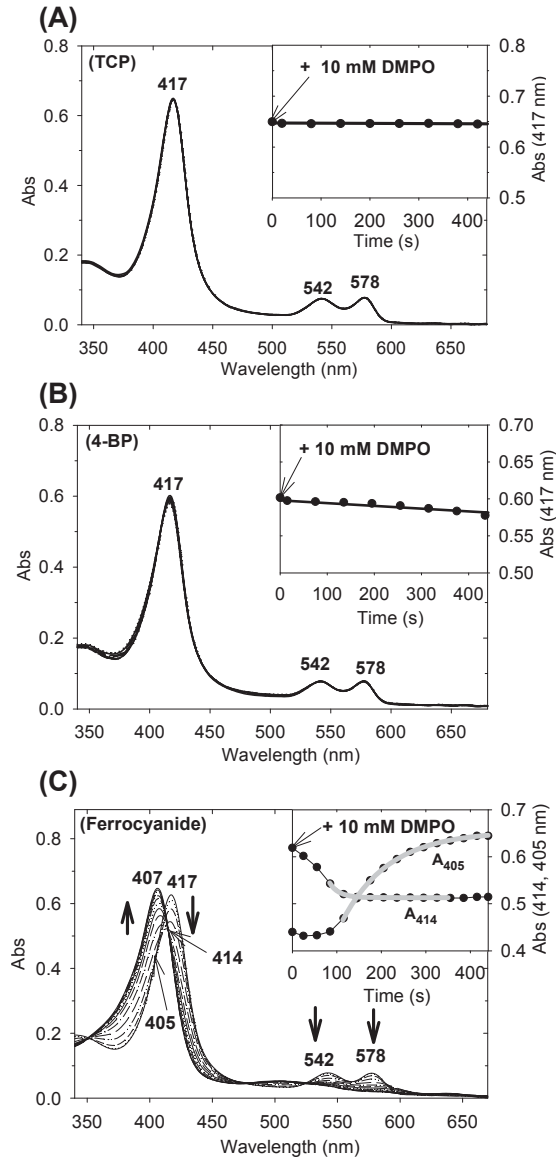 (A)
(TCP)
417
+ 10 mM DMPO
0.8
0.7
0.6
0.5
Abs (417 nm)
0 100 200 300 400
Time (s)
542
578
0.8
0.6
0.4
0.2
0.0
Abs
350 400 450 500 550 600 650
Wavelength (nm)
(B)
(4-BP)
417
+ 10 mM DMPO
0.70
0.65
0.60
0.55
0.50
Abs (417 nm)
0 100 200 300 400
Time (s)
542
578
0.8
0.6
0.4
0.2
0.0
Abs
350 400 450 500 550 600 650
Wavelength (nm)
(C)
(Ferrocyanide)
407
417
414
405
+ 10 mM DMPO
A405
A414
0.7
0.6
0.5
0.4
Abs (414, 405 nm)
0 100 200 300 400
Time (s)
542
578
0.8
0.6
0.4
0.2
0.0
Abs
350 400 450 500 550 600 650
Wavelength (nm)